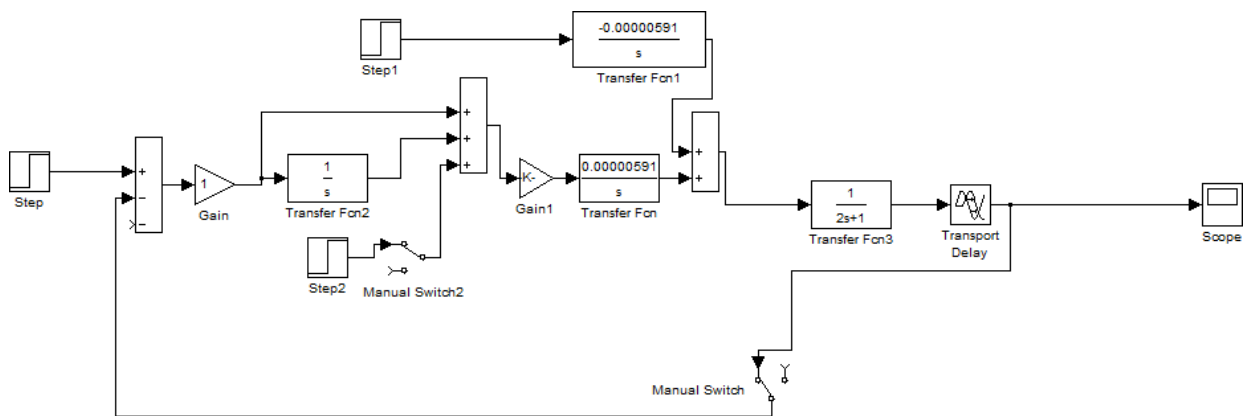 -0.00000591
s
Step1
Transfer Fcn1
+
+
+
+
+
+
−
−
Step
1
Gain
1
s
Transfer Fcn2
K-
Gain1
0.00000591
s
Transfer Fcn
1
2s+1
Transfer Fcn3
Transport
Delay
Scope
Step2
Manual Switch2
Manual Switch